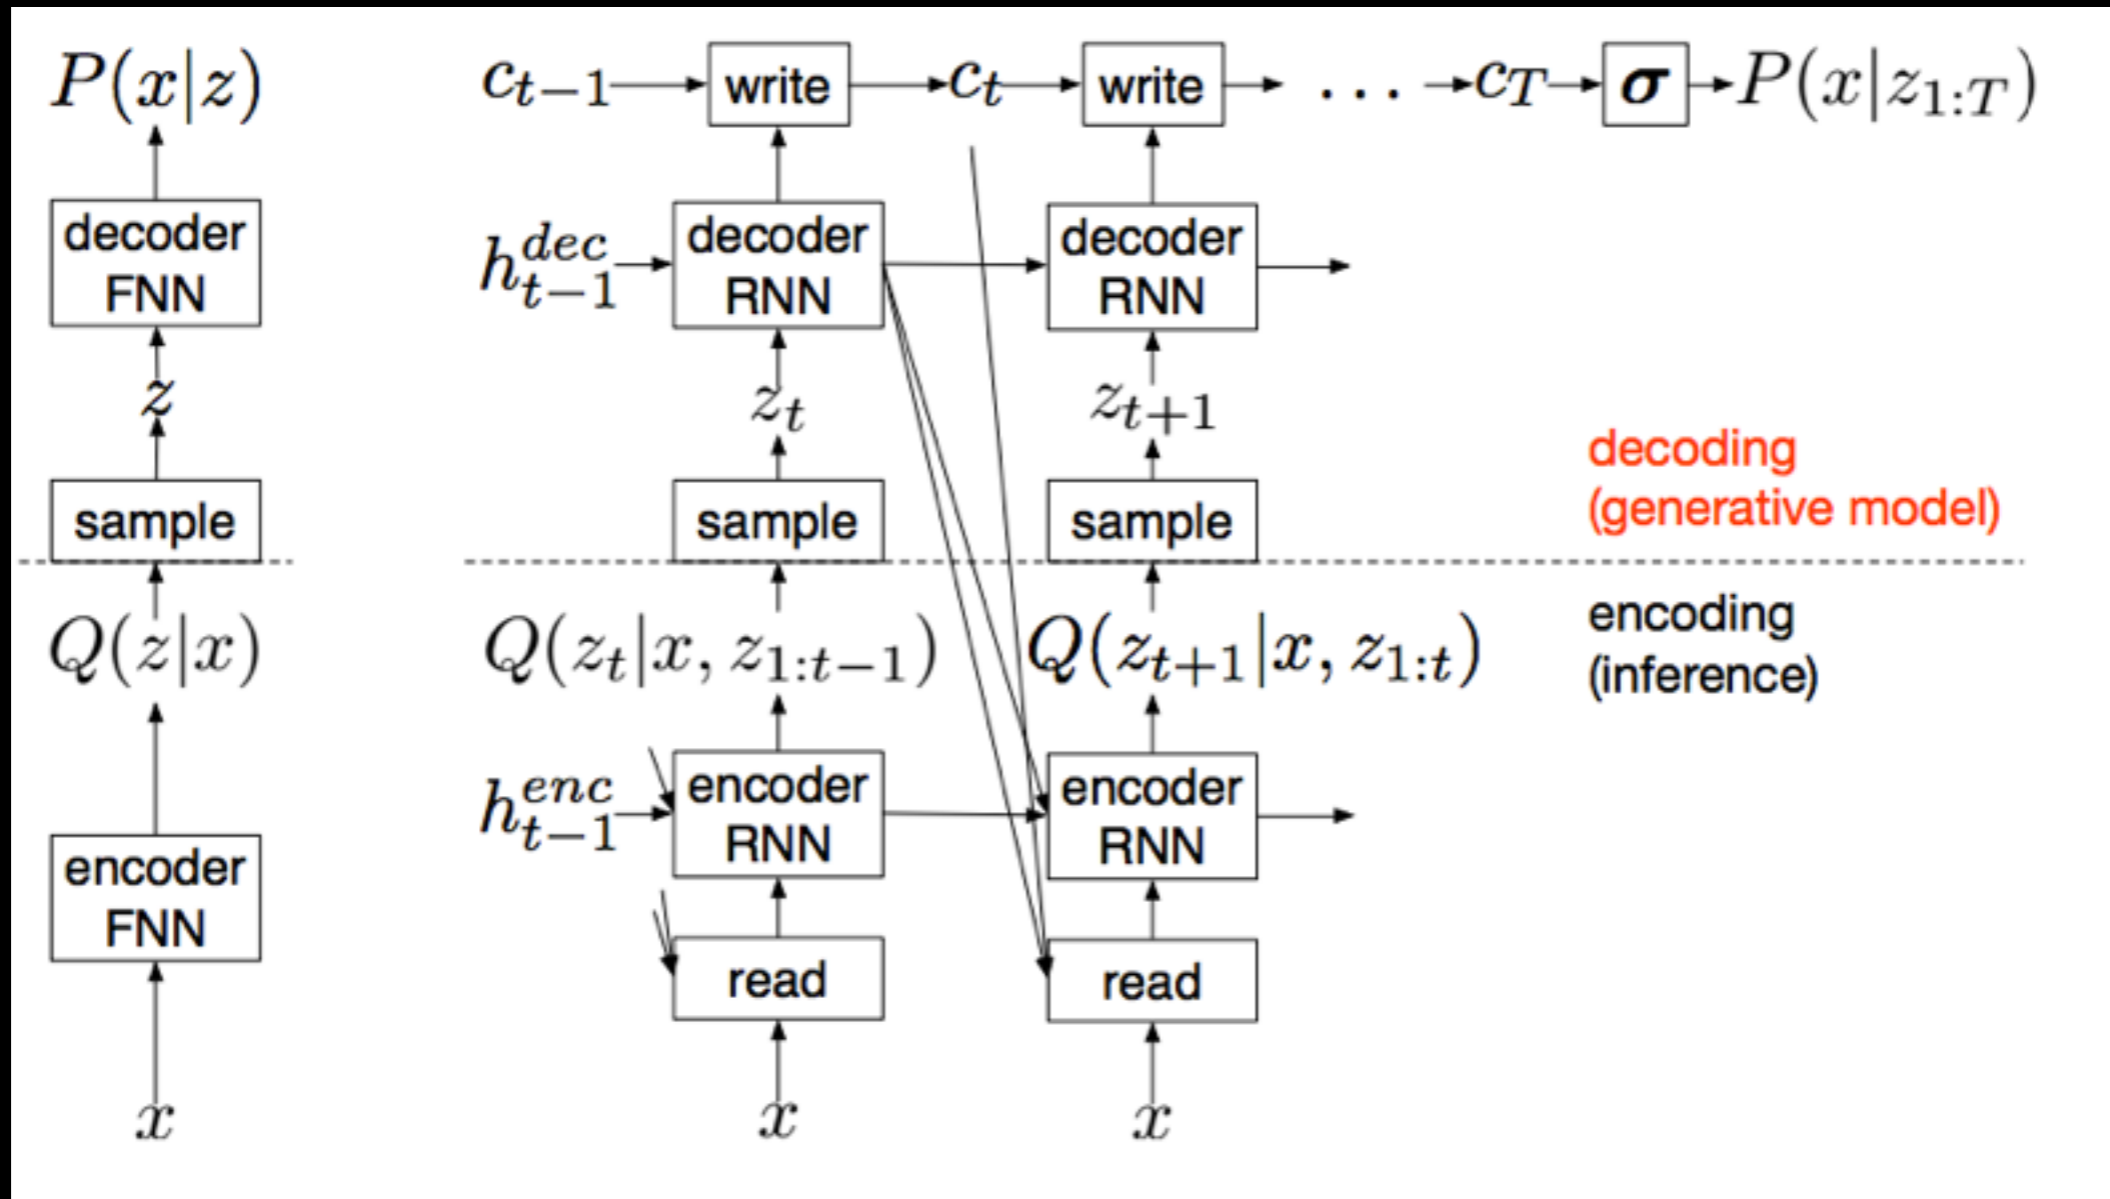 P(x|z)
decoder
FNN
z
sample
Q(z|x)
encoder
FNN
x
c_{t-1} write c_t write ... c_T σ P(x|z_{1:T})
h_{t-1}^{dec} decoder RNN decoder RNN
z_t z_{t+1}
sample sample
decoding
(generative model)
Q(z_t|x, z_{1:t-1}) Q(z_{t+1}|x, z_{1:t})
encoding
(inference)
h_{t-1}^{enc} encoder RNN encoder RNN
read read
x x